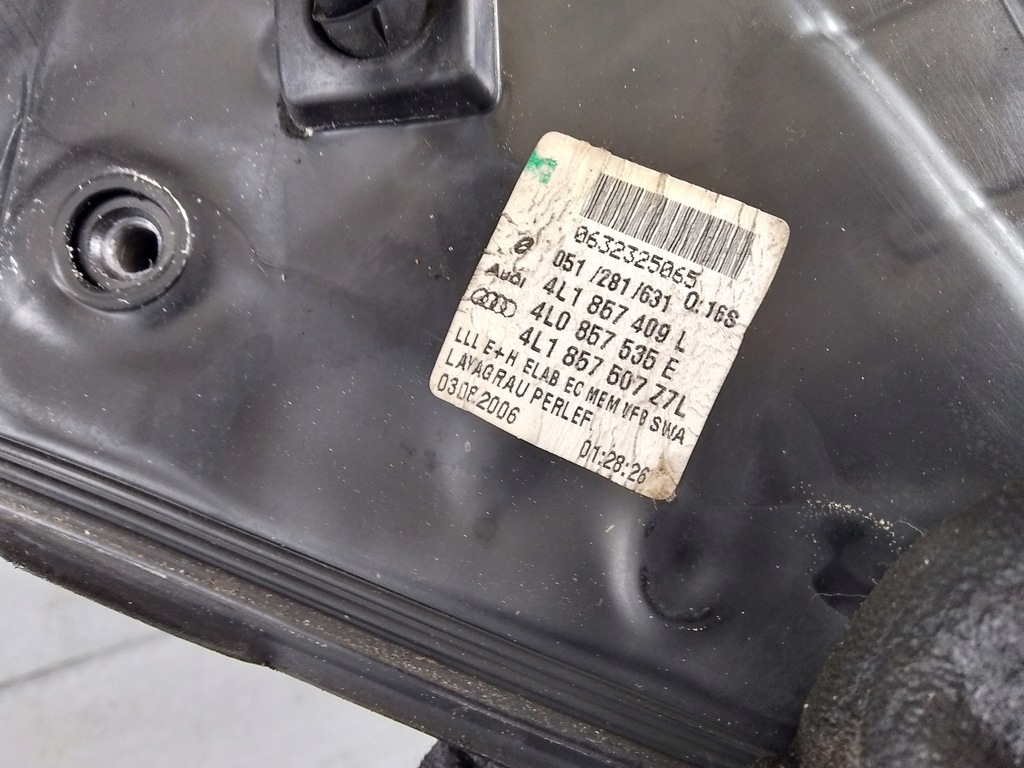 0632325065
051 /281/631 0:16S
Audi 4L1 857 409 L
4L0 857 535 E
4L1 857 507 Z7L
LLL E+H ELAB EC MEM VFB SWA
LAVAGRAU PERLEF.
03.08.2006 01:28:26